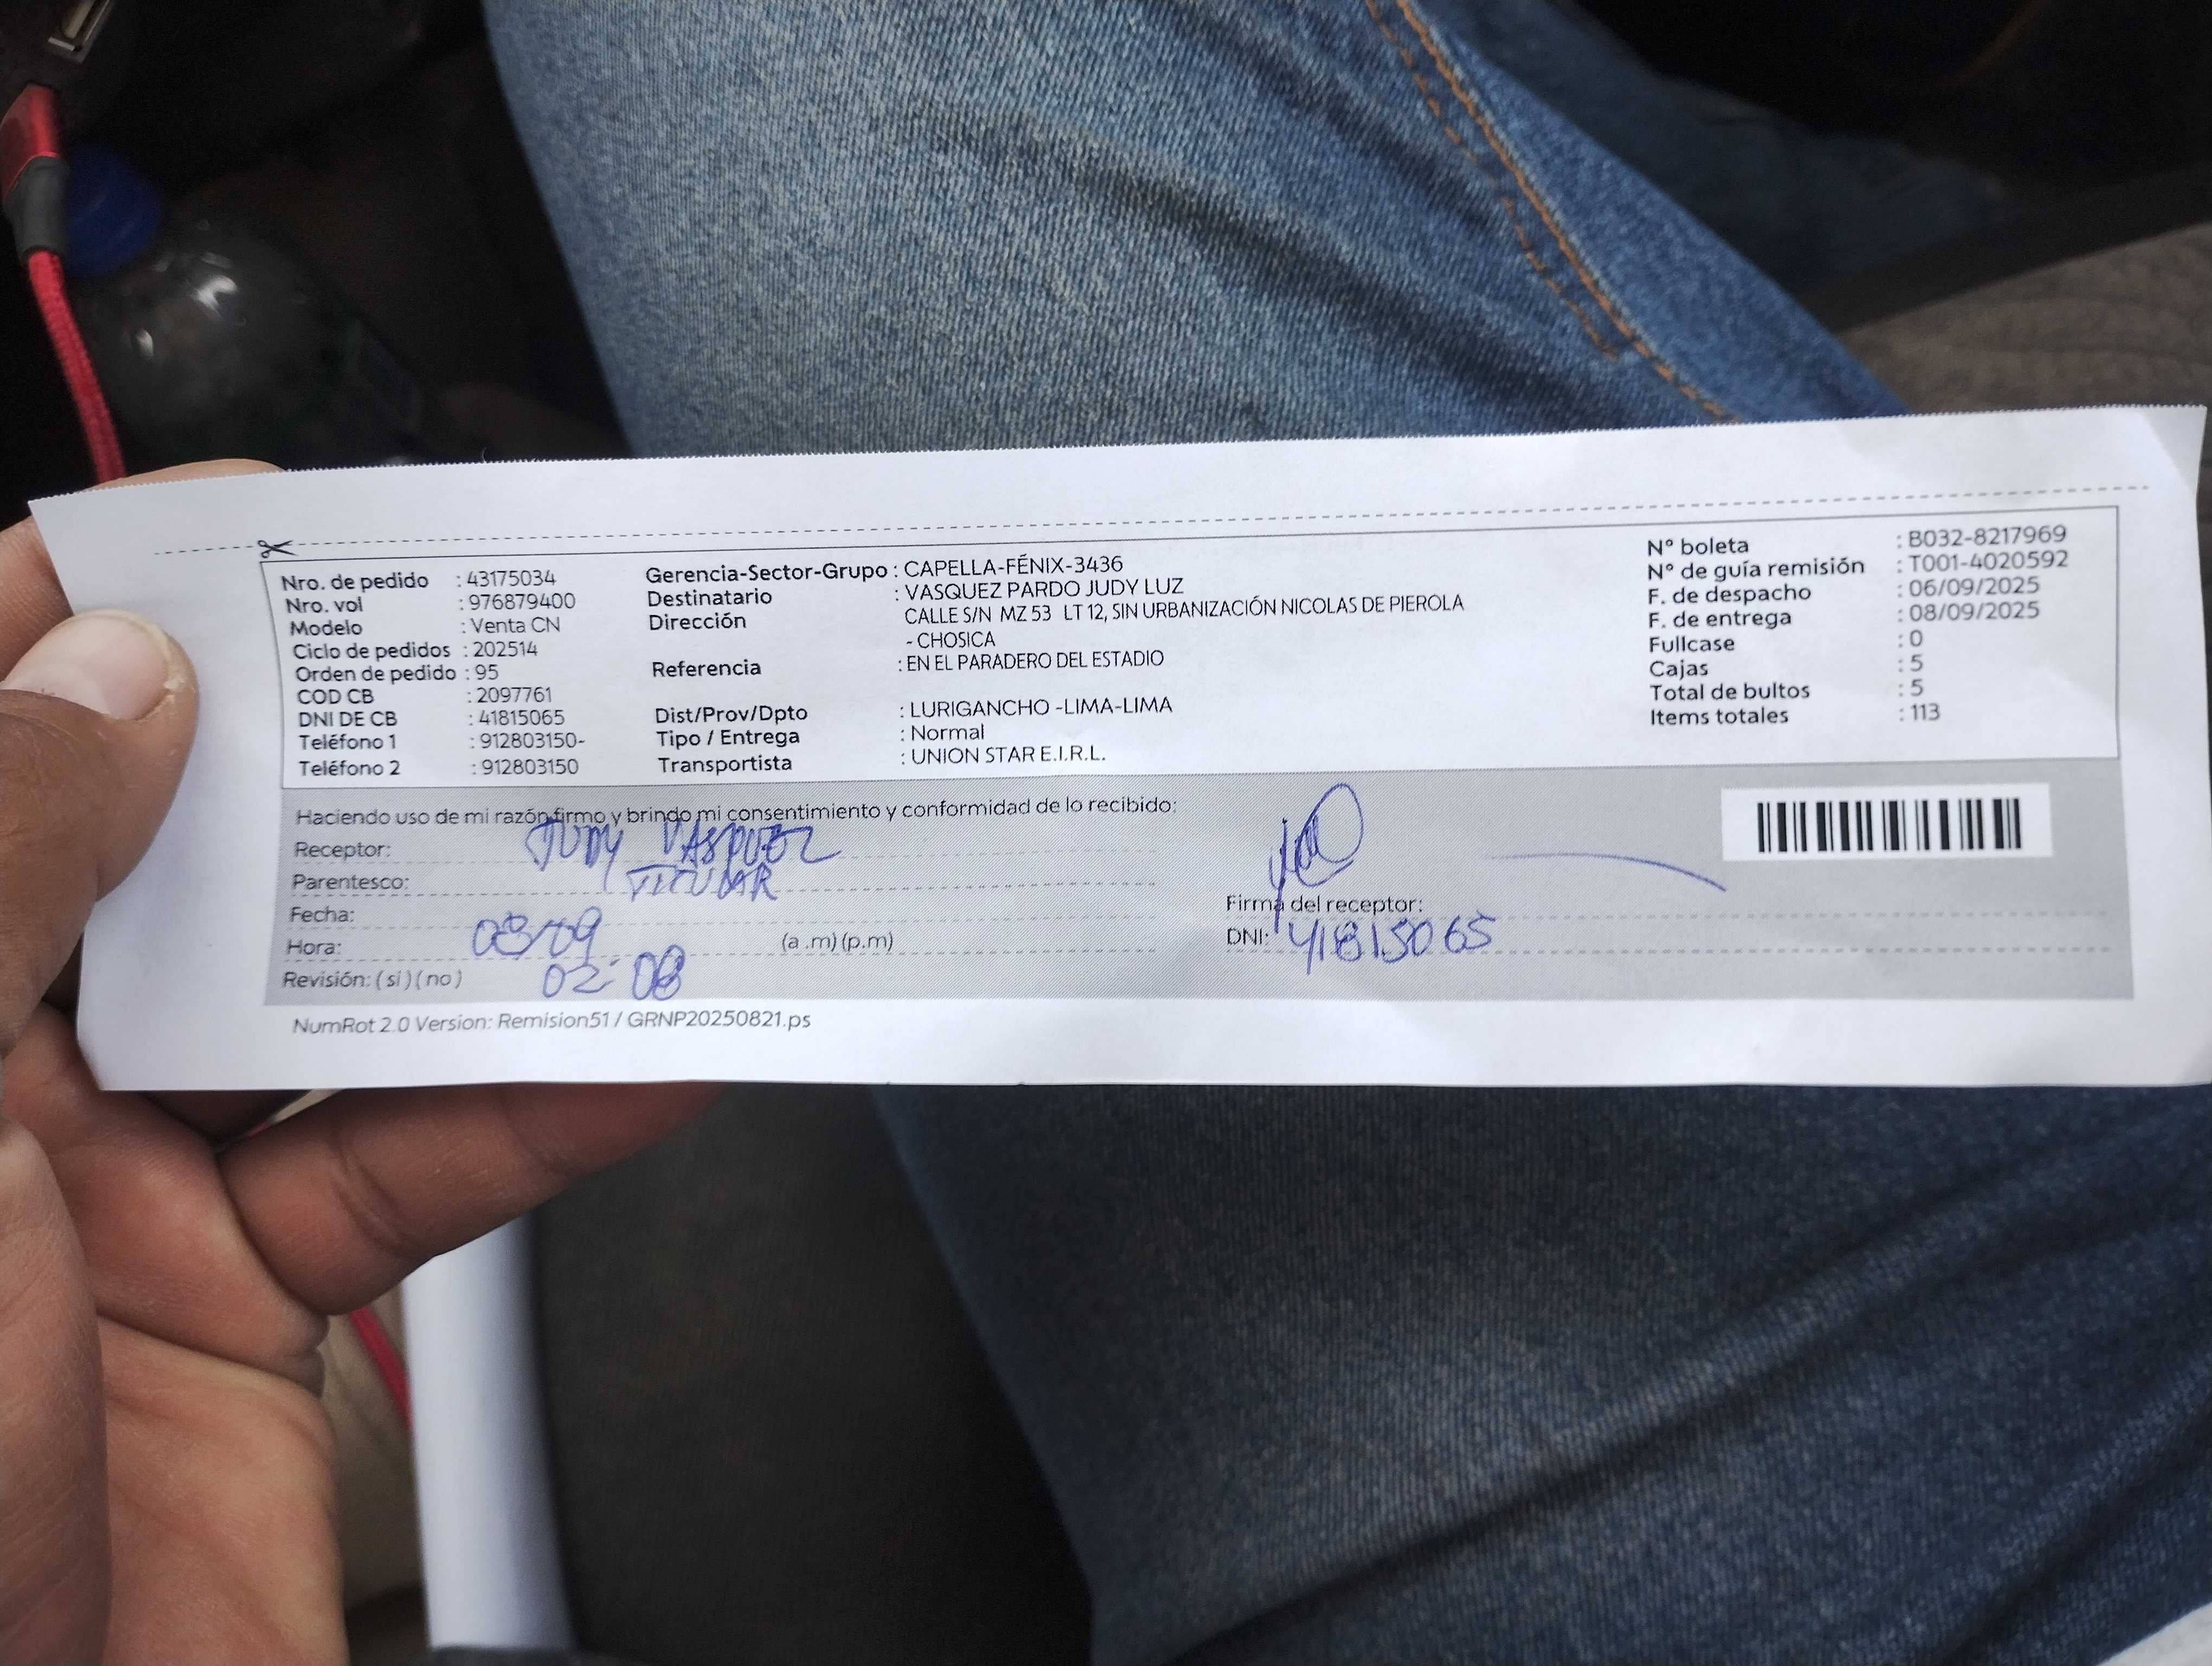 Nro. de pedido : 43175034
Nro. vol : 976879400
Modelo : Venta CN
Ciclo de pedidos : 202514
Orden de pedido : 95
COD CB : 2097761
DNI DE CB : 41815065
Teléfono 1 : 912803150-
Teléfono 2 : 912803150
Gerencia-Sector-Grupo : CAPELLA-FÉNIX-3436
Destinatario : VASQUEZ PARDO JUDY LUZ
Dirección CALLE S/N MZ 53 LT 12, SIN URBANIZACIÓN NICOLAS DE PIEROLA
- CHOSICA
Referencia : EN EL PARADERO DEL ESTADIO
Dist/Prov/Dpto : LURIGANCHO -LIMA-LIMA
Tipo / Entrega : Normal
Transportista : UNION STAR E.I.R.L.
N° boleta : B032-8217969
N° de guía remisión : T001-4020592
F. de despacho : 06/09/2025
F. de entrega : 08/09/2025
Fullcase : 0
Cajas : 5
Total de bultos : 5
Items totales : 113
Haciendo uso de mi razón firmo y brindo mi consentimiento y conformidad de lo recibido:
Receptor: JUDY VASQUEZ
Parentesco: TITULAR
Fecha: 08/09
Hora: 02:08 (a .m) (p.m)
Revisión: ( si ) ( no )
Firma del receptor:
DNI: 41815065
NumRot 2.0 Version: Remision51 / GRNP20250821.ps